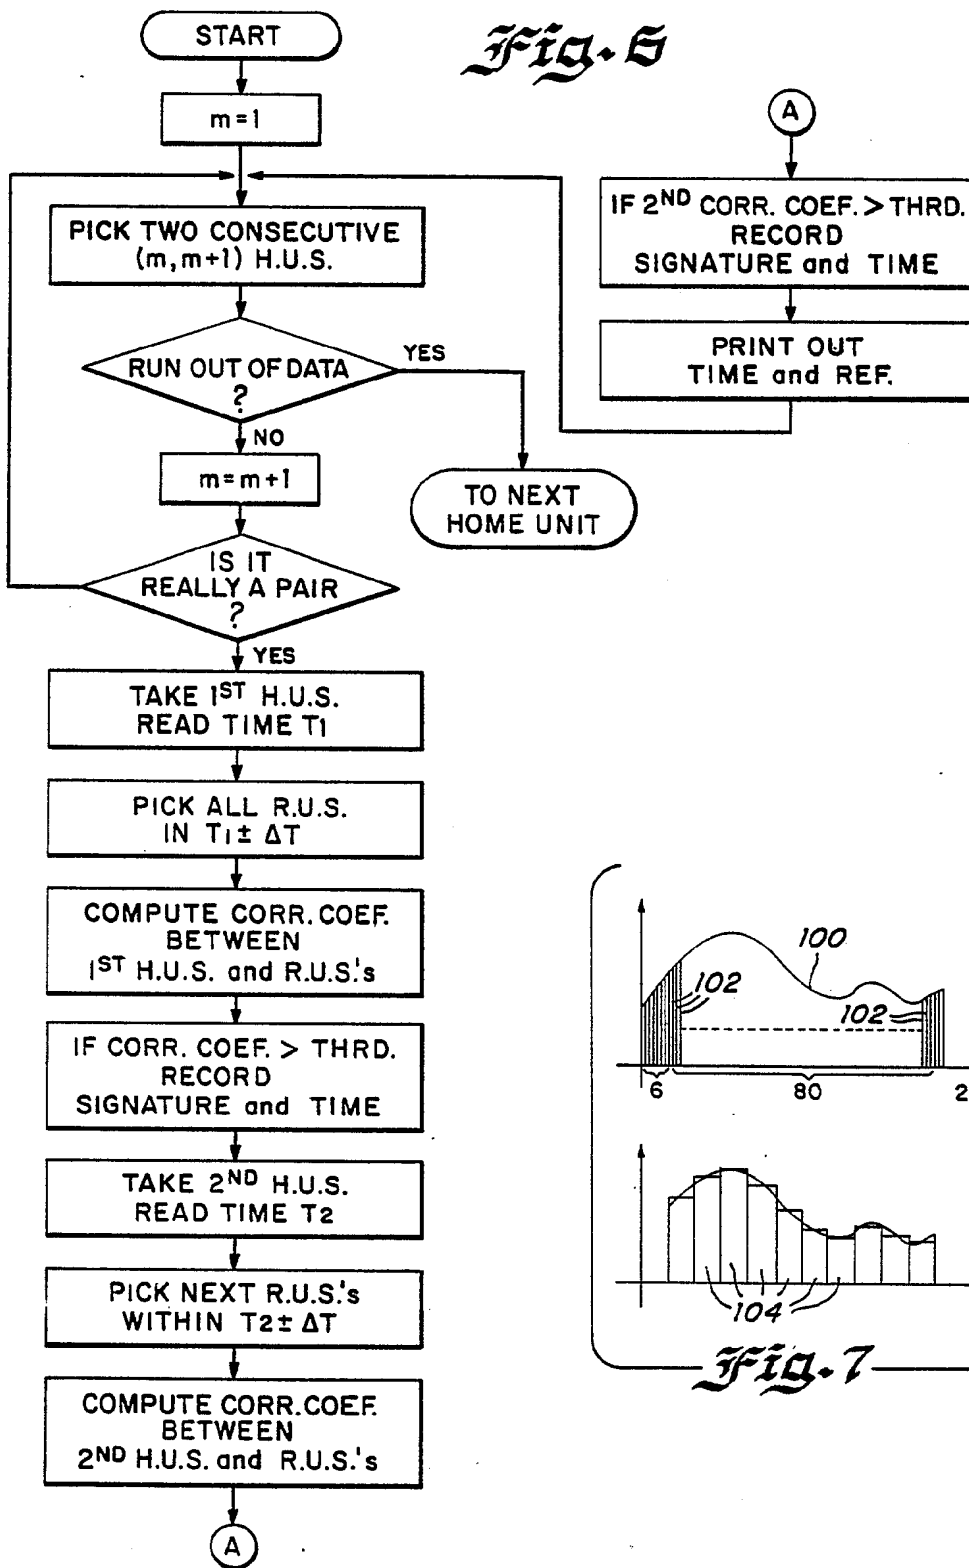 Fig. 6
START
m=1
PICK TWO CONSECUTIVE
(m, m+1) H.U.S.
RUN OUT OF DATA
?
YES
NO
m=m+1
TO NEXT
HOME UNIT
IS IT
REALLY A PAIR
?
YES
TAKE 1ST H.U.S.
READ TIME T1
PICK ALL R.U.S.
IN T1 ± ΔT
COMPUTE CORR. COEF.
BETWEEN
1ST H.U.S. and R.U.S.'s
IF CORR. COEF. > THRD.
RECORD
SIGNATURE and TIME
TAKE 2ND H.U.S.
READ TIME T2
PICK NEXT R.U.S.'s
WITHIN T2 ± ΔT
COMPUTE CORR. COEF.
BETWEEN
2ND H.U.S. and R.U.S.'s
A
A
IF 2ND CORR. COEF. > THRD.
RECORD
SIGNATURE and TIME
PRINT OUT
TIME and REF.
100
102
102
6
80
2
104
Fig. 7